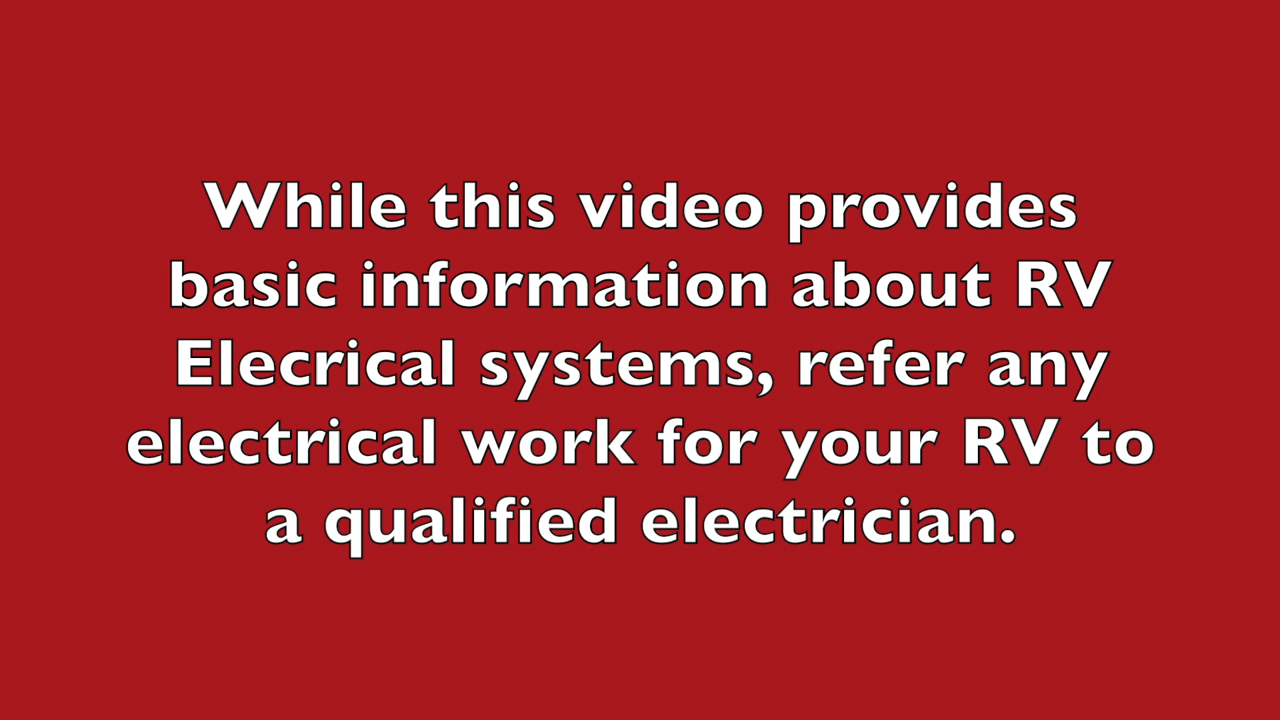 While this video provides
basic information about RV
Elecrical systems, refer any
electrical work for your RV to
a qualified electrician.